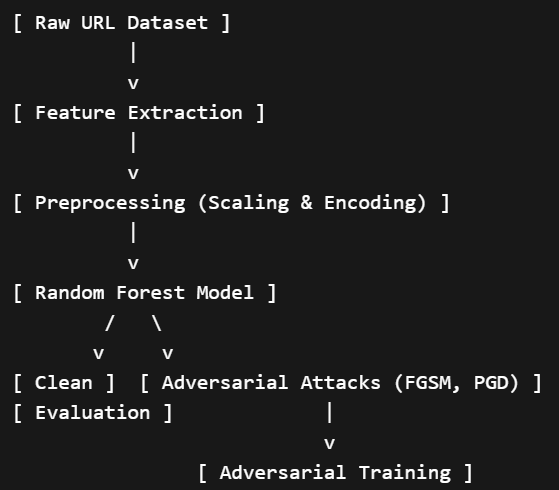 [ Raw URL Dataset ]
|
v
[ Feature Extraction ]
|
v
[ Preprocessing (Scaling & Encoding) ]
|
v
[ Random Forest Model ]
/ \
v v
[ Clean ] [ Adversarial Attacks (FGSM, PGD) ]
[ Evaluation ] |
v
[ Adversarial Training ]